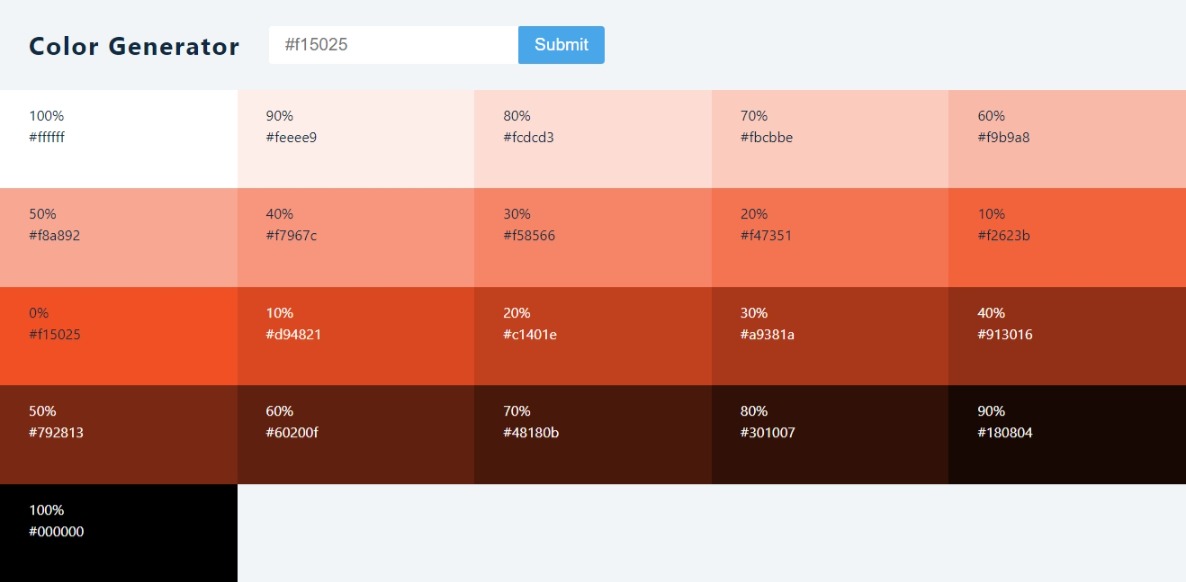 Color Generator
#f15025
Submit
100%
#ffffff
90%
#feeee9
80%
#fcdcd3
70%
#fbcbbe
60%
#f9b9a8
50%
#f8a892
40%
#f7967c
30%
#f58566
20%
#f47351
10%
#f2623b
0%
#f15025
10%
#d94821
20%
#c1401e
30%
#a9381a
40%
#913016
50%
#792813
60%
#60200f
70%
#48180b
80%
#301007
90%
#180804
100%
#000000